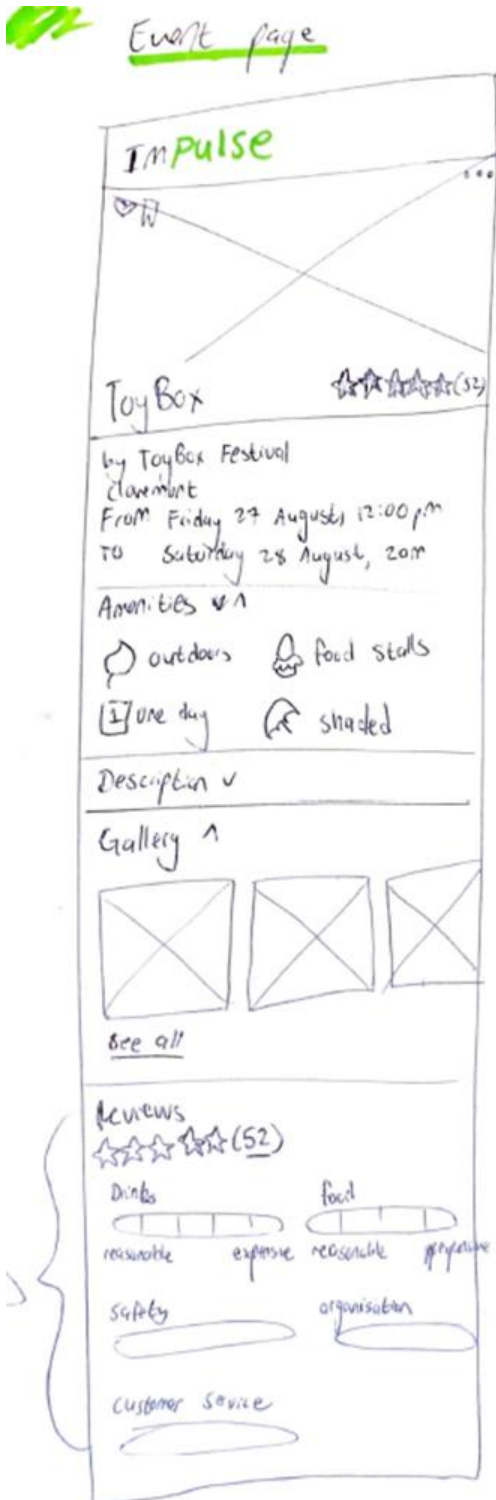 Event page
Impulse
ToyBox (52)
by ToyBox Festival
Claremont
From Friday 27 August, 12:00 pm
TO Saturday 28 August, 2am
Amenities
outdoors food stalls
1 one day shaded
Description
Gallery
See all
Reviews
(52)
Drinks food
reasonable expensive reasonable expensive
safety organisation
customer service